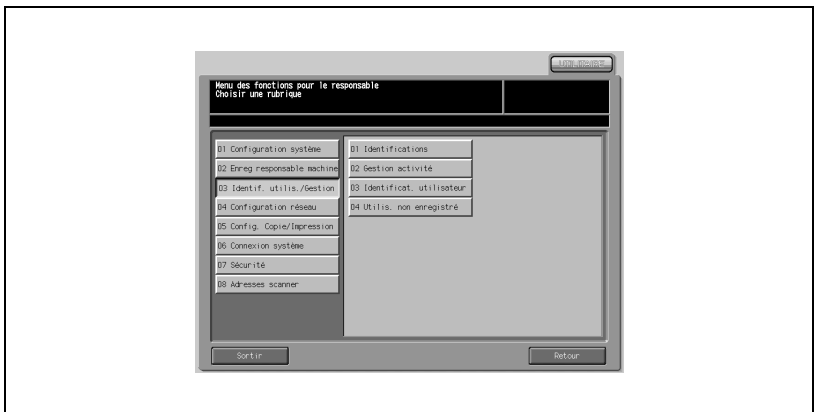 UTILITAIRE
Menu des fonctions pour le responsable
Choisir une rubrique
01 Configuration système
02 Enreg responsable machine
03 Identif. utilis./Gestion
04 Configuration réseau
05 Config. Copie/Impression
06 Connexion système
07 Sécurité
08 Adresses scanner
01 Identifications
02 Gestion activité
03 Identificat. utilisateur
04 Utilis. non enregistré
Sortir
Retour